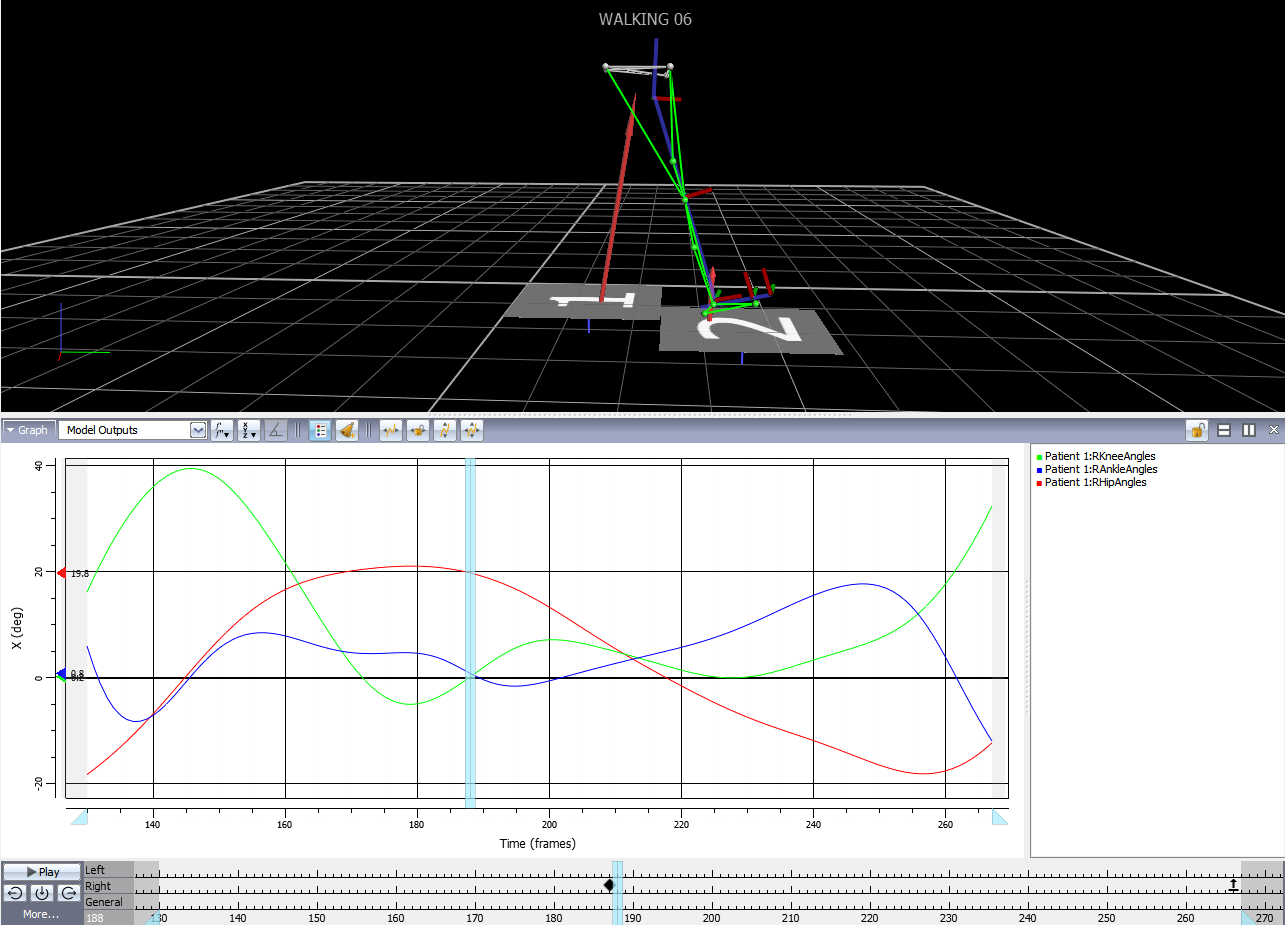 WALKING 06
1
2
Graph
Model Outputs
Patient 1:RKneeAngles
Patient 1:RAnkleAngles
Patient 1:RHipAngles
X (deg)
40
20
0
-20
19.8
0.8
140 160 180 200 220 240 260
Time (frames)
Play
Left
Right
General
More...
188
130 140 150 160 170 180 190 200 210 220 230 240 250 260 270